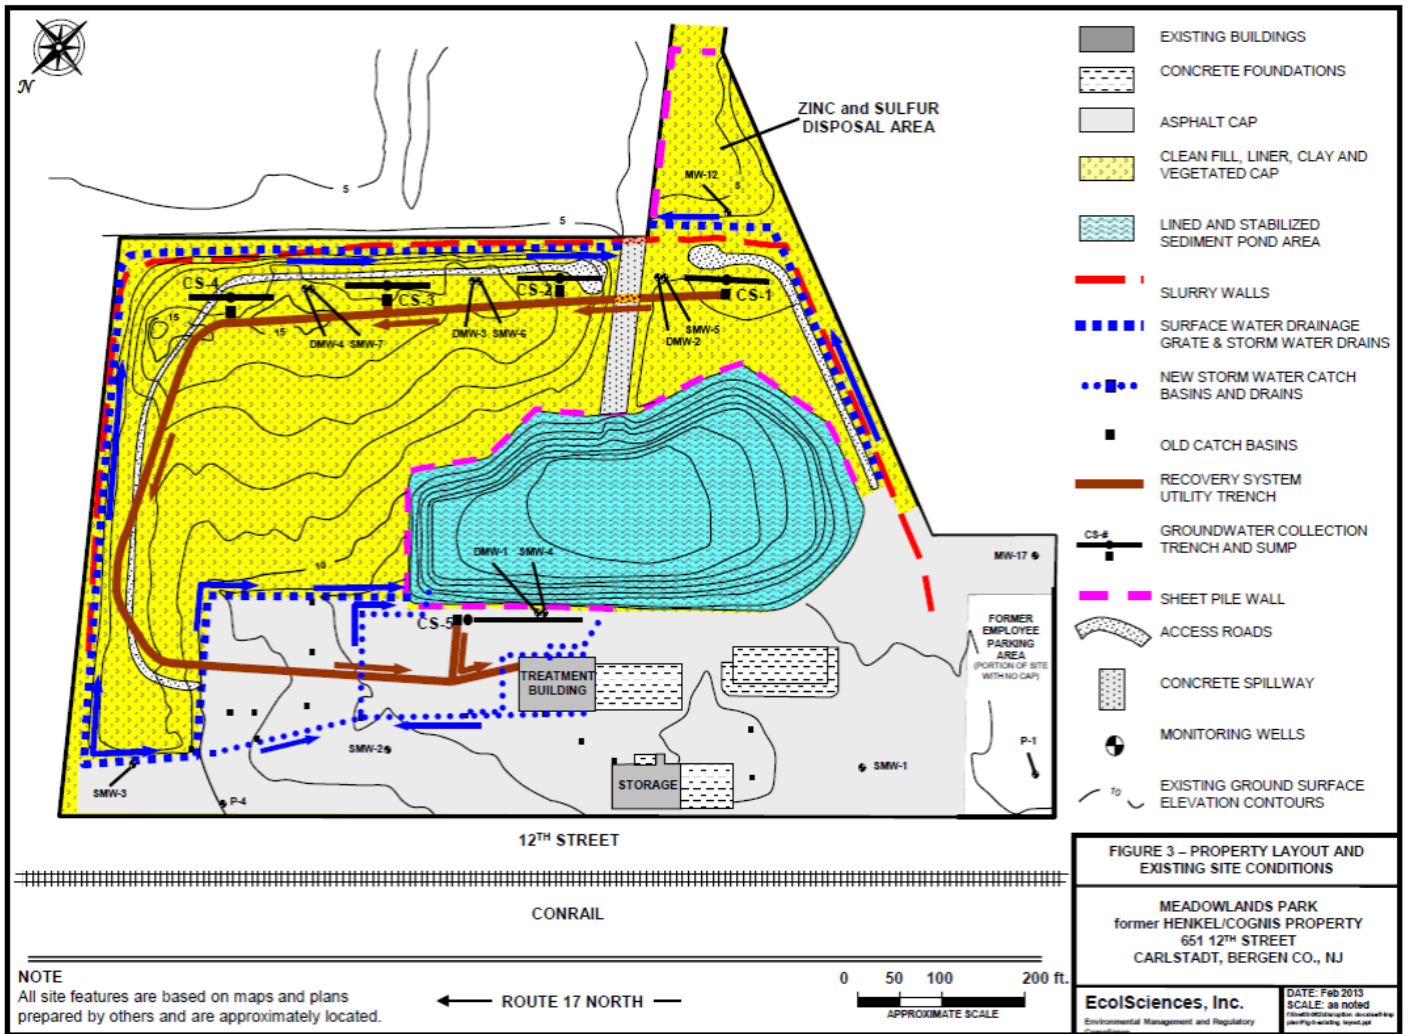 N
ZINC and SULFUR
DISPOSAL AREA
MW-12
5
5
5
CS-4
CS-3
CS-2
CS-1
15
15
DMW-4 SMW-7
DMW-3 SMW-6
SMW-5
DMW-2
10
DMW-1 SMW-4
CS-5
MW-17
FORMER
EMPLOYEE
PARKING
AREA
(PORTION OF SITE
WITH NO CAP)
TREATMENT
BUILDING
SMW-2
SMW-1
P-1
SMW-3
P-4
STORAGE
12TH STREET
CONRAIL
NOTE
All site features are based on maps and plans
prepared by others and are approximately located.
ROUTE 17 NORTH
0 50 100 200 ft.
APPROXIMATE SCALE
EXISTING BUILDINGS
CONCRETE FOUNDATIONS
ASPHALT CAP
CLEAN FILL, LINER, CLAY AND
VEGETATED CAP
LINED AND STABILIZED
SEDIMENT POND AREA
SLURRY WALLS
SURFACE WATER DRAINAGE
GRATE & STORM WATER DRAINS
NEW STORM WATER CATCH
BASINS AND DRAINS
OLD CATCH BASINS
RECOVERY SYSTEM
UTILITY TRENCH
CS-#
GROUNDWATER COLLECTION
TRENCH AND SUMP
SHEET PILE WALL
ACCESS ROADS
CONCRETE SPILLWAY
MONITORING WELLS
10
EXISTING GROUND SURFACE
ELEVATION CONTOURS
FIGURE 3 – PROPERTY LAYOUT AND
EXISTING SITE CONDITIONS
MEADOWLANDS PARK
former HENKEL/COGNIS PROPERTY
651 12TH STREET
CARLSTADT, BERGEN CO., NJ
EcolSciences, Inc.
Environmental Management and Regulatory
DATE: Feb 2013
SCALE: as noted